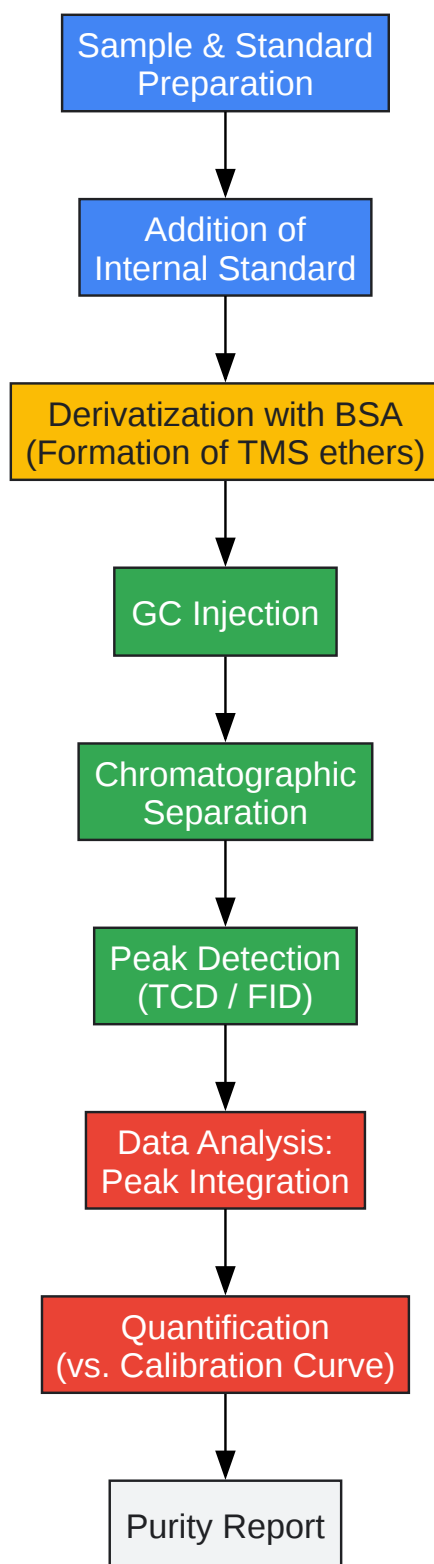 Sample & Standard
Preparation
Addition of
Internal Standard
Derivatization with BSA
(Formation of TMS ethers)
GC Injection
Chromatographic
Separation
Peak Detection
(TCD / FID)
Data Analysis:
Peak Integration
Quantification
(vs. Calibration Curve)
Purity Report